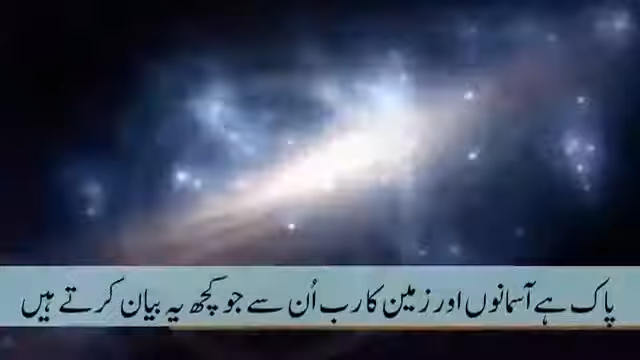 پاک ہے آسمانوں اور زمین کا رب اُن سے جو کچھ یہ بیان کرتے ہیں